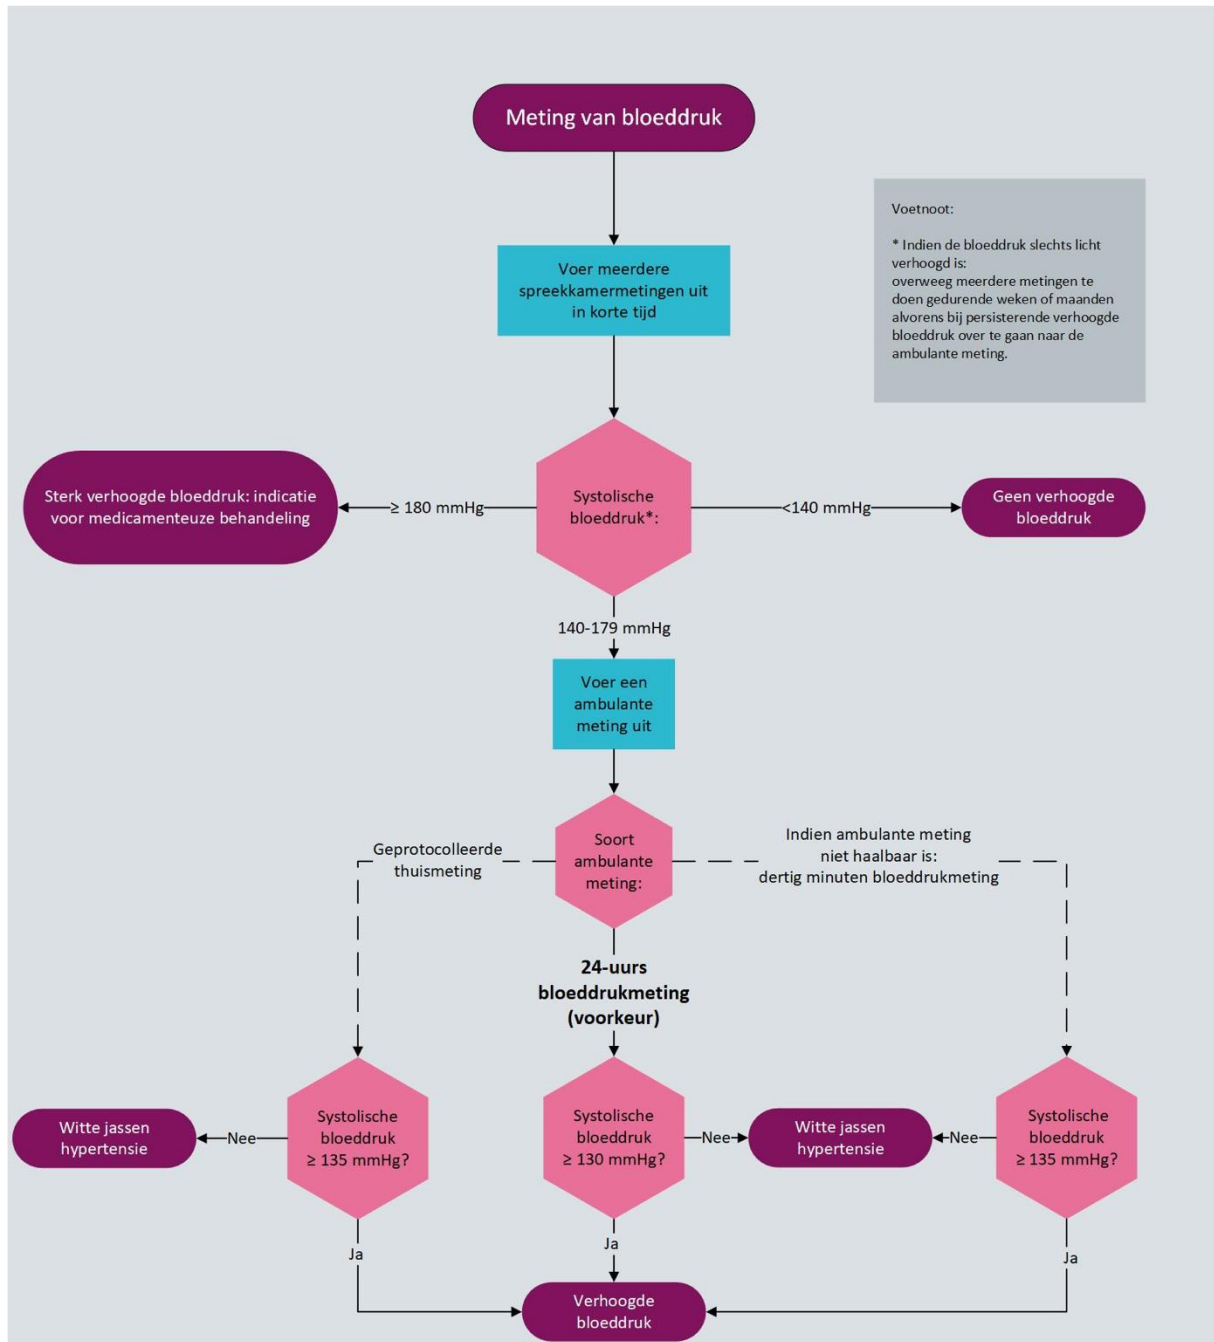 Meting van bloeddruk
Voetnoot:
* Indien de bloeddruk slechts licht
verhoogd is:
overweeg meerdere metingen te
doen gedurende weken of maanden
alvorens bij persisterende verhoogde
bloeddruk over te gaan naar de
ambulante meting.
Voer meerdere
spreekkamermetingen uit
in korte tijd
Sterk verhoogde bloeddruk: indicatie
voor medicamenteuze behandeling
≥ 180 mmHg
Systolische
bloeddruk*:
<140 mmHg
Geen verhoogde
bloeddruk
140-179 mmHg
Voer een
ambulante
meting uit
Geprotocolleerde
thuismeting
Soort
ambulante
meting:
Indien ambulante meting
niet haalbaar is:
dertig minuten bloeddrukmeting
24-uurs
bloeddrukmeting
(voorkeur)
Witte jassen
hypertensie
Nee
Systolische
bloeddruk
≥ 135 mmHg?
Systolische
bloeddruk
≥ 130 mmHg?
Nee
Witte jassen
hypertensie
Nee
Systolische
bloeddruk
≥ 135 mmHg?
Ja
Ja
Ja
Verhoogde
bloeddruk